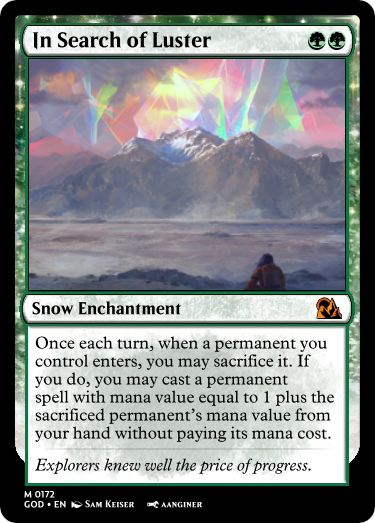 In Search of Luster
Snow Enchantment
Once each turn, when a permanent you
control enters, you may sacrifice it. If
you do, you may cast a permanent
spell with mana value equal to 1 plus the
sacrificed permanent's mana value from
your hand without paying its mana cost.
Explorers knew well the price of progress.
M 0172
GOD • EN Sam Keiser aanginer